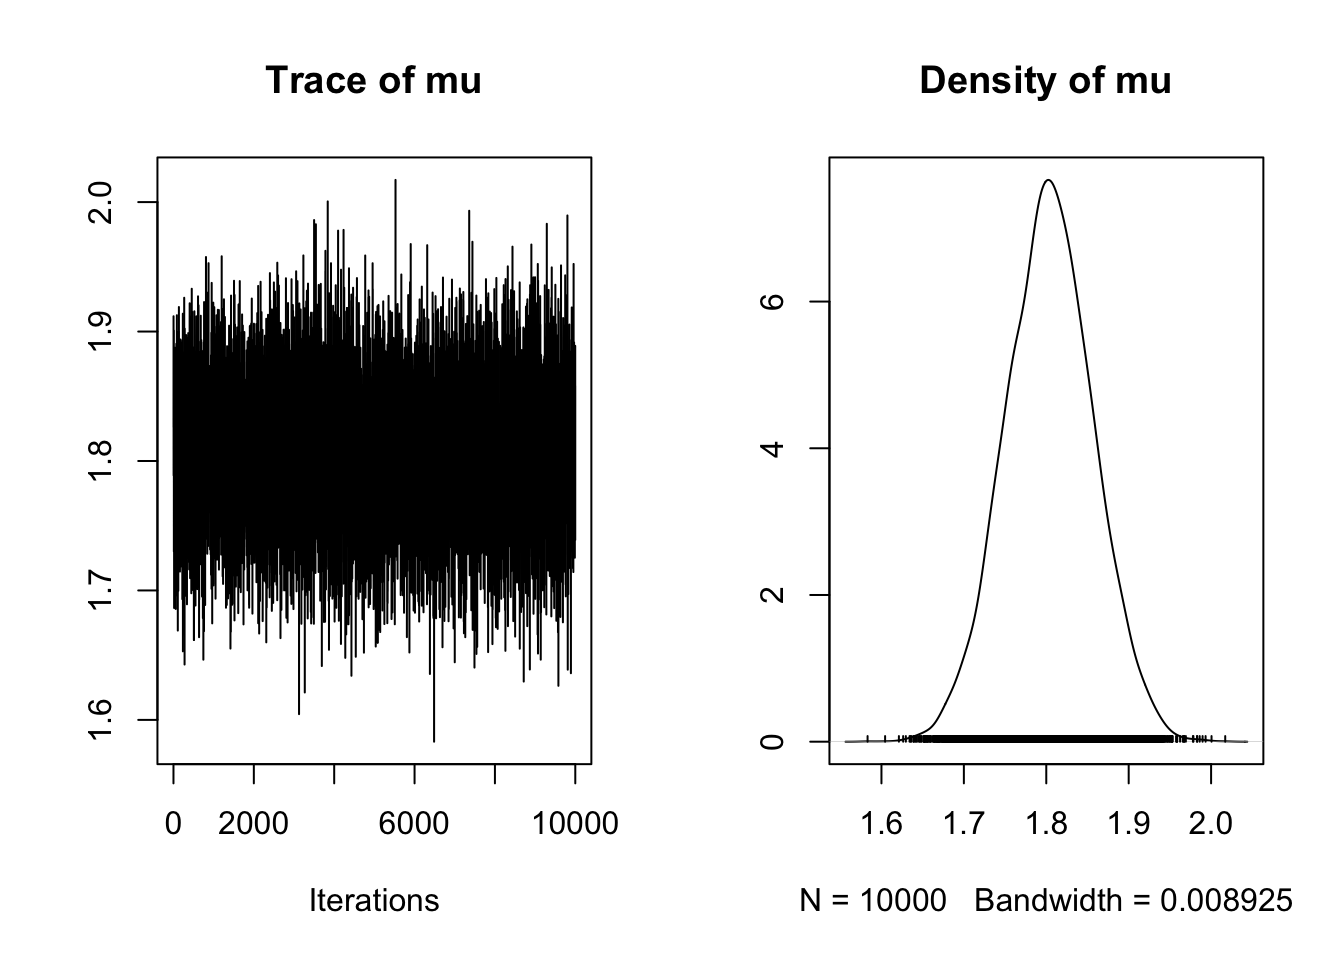 Trace of mu
2.0
1.9
1.8
1.7
1.6
0 2000 6000 10000
Iterations
Density of mu
6
4
2
0
1.6 1.7 1.8 1.9 2.0
N = 10000 Bandwidth = 0.008925